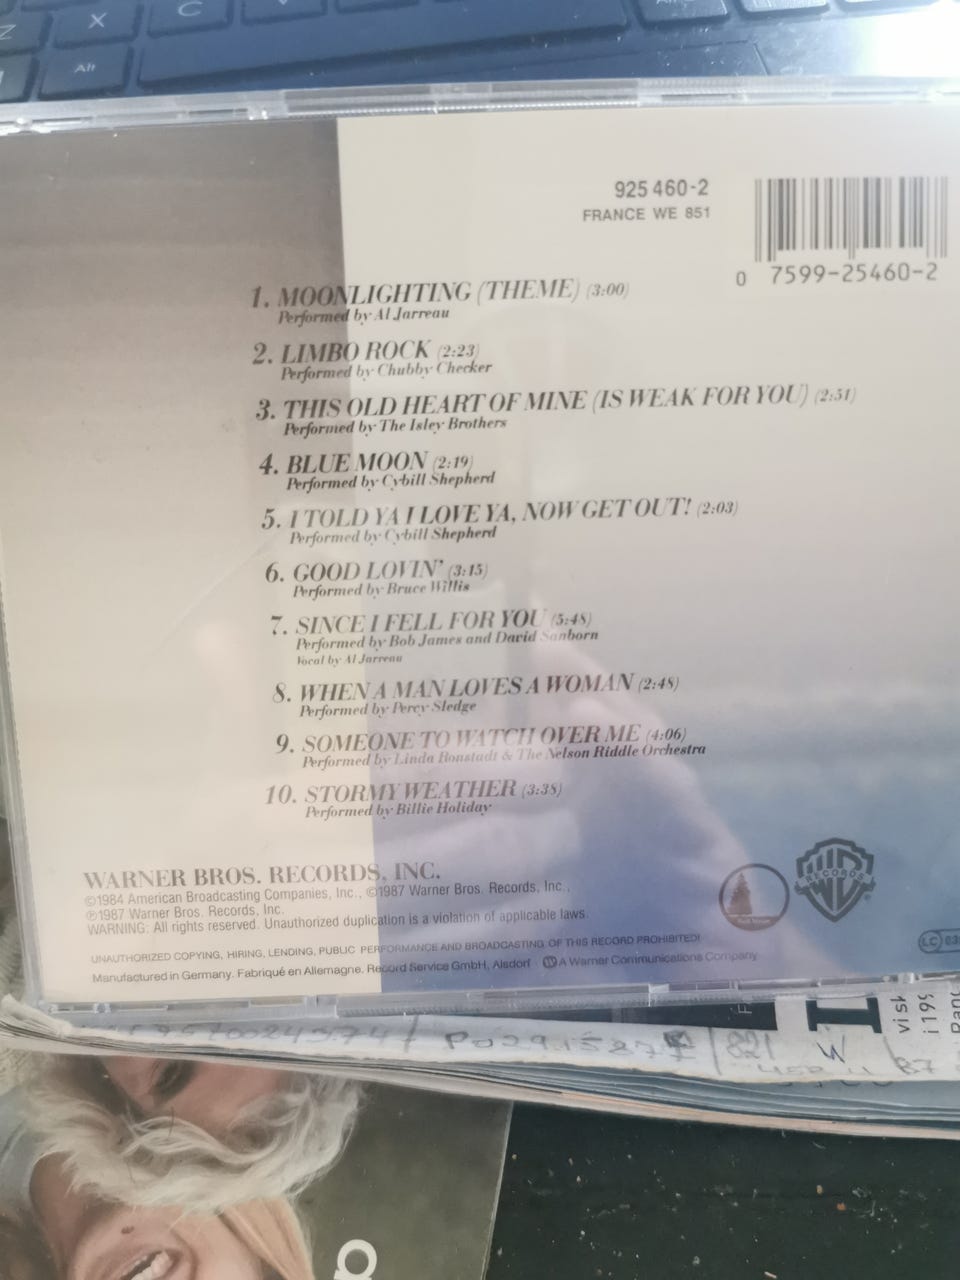 Z
X
C
Alt
925 460-2
FRANCE WE 851
0 7599-25460-2
1. MOONLIGHTING (THEME) (3:00)
Performed by Al Jarreau
2. LIMBO ROCK (2:23)
Performed by Chubby Checker
3. THIS OLD HEART OF MINE (IS WEAK FOR YOU) (2:51)
Performed by The Isley Brothers
4. BLUE MOON (2:19)
Performed by Cybill Shepherd
5. I TOLD YA I LOVE YA, NOW GET OUT! (2:03)
Performed by Cybill Shepherd
6. GOOD LOVIN' (3:15)
Performed by Bruce Willis
7. SINCE I FELL FOR YOU (5:48)
Performed by Bob James and David Sanborn
Vocal by Al Jarreau
8. WHEN A MAN LOVES A WOMAN (2:48)
Performed by Percy Sledge
9. SOMEONE TO WATCH OVER ME (4:06)
Performed by Linda Ronstadt & The Nelson Riddle Orchestra
10. STORMY WEATHER (3:38)
Performed by Billie Holiday
WARNER BROS. RECORDS, INC.
©1984 American Broadcasting Companies, Inc., ©1987 Warner Bros. Records, Inc.,
℗1987 Warner Bros. Records, Inc.
WARNING: All rights reserved. Unauthorized duplication is a violation of applicable laws.
UNAUTHORIZED COPYING, HIRING, LENDING, PUBLIC PERFORMANCE AND BROADCASTING OF THIS RECORD PROHIBITED!
Manufactured in Germany. Fabriqué en Allemagne. Record Service GmbH, Alsdorf A Warner Communications Company
RECORDS
LC